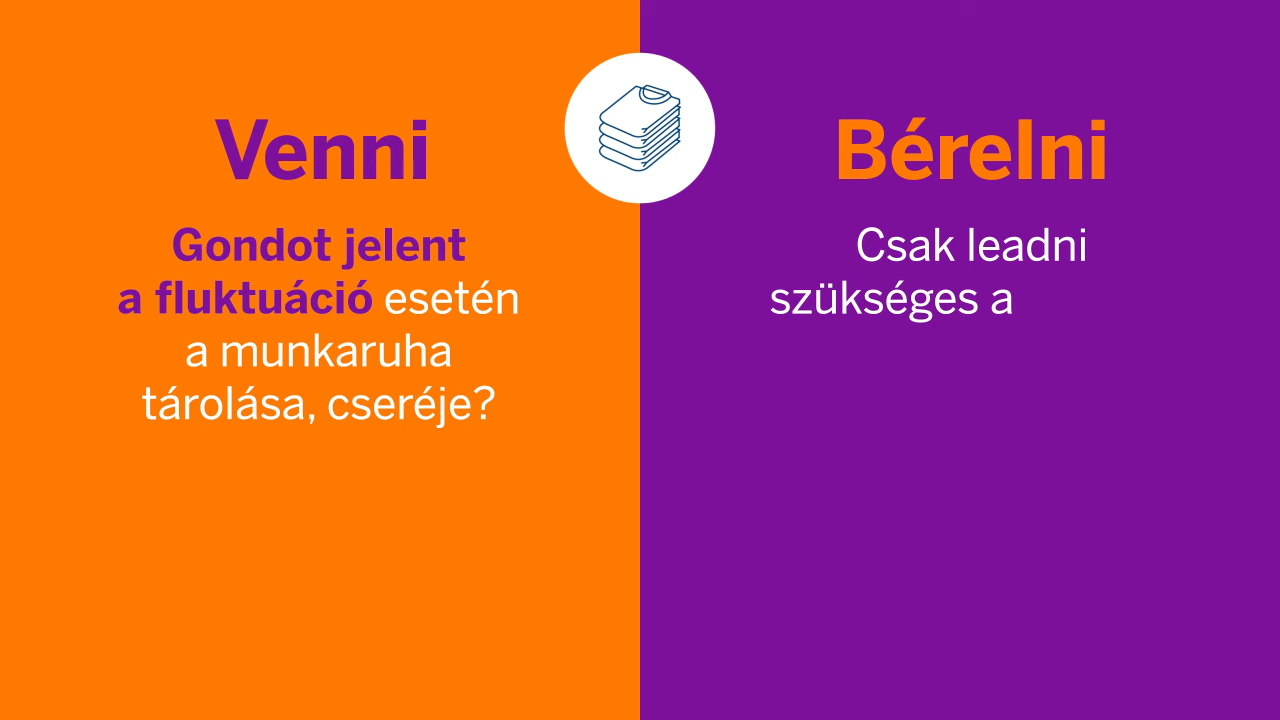 Venni
Gondot jelent
a fluktuáció esetén
a munkaruha
tárolása, cseréje?
Bérelni
Csak leadni
szükséges a